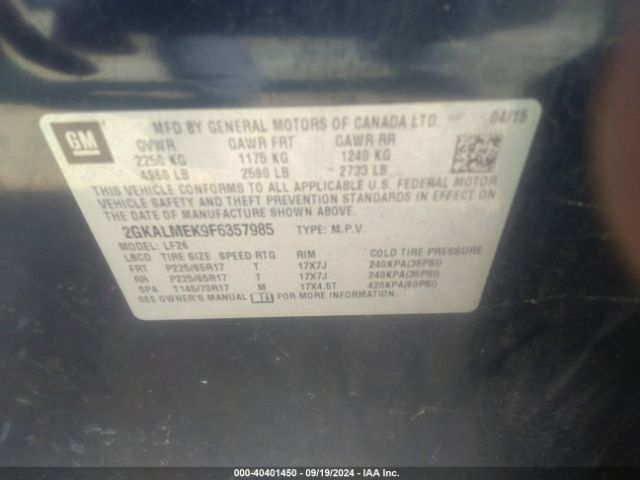 GM
MFD BY GENERAL MOTORS OF CANADA LTD. 04/15
GVWR GAWR FRT GAWR RR
2250 KG 1175 KG 1240 KG
4960 LB 2590 LB 2733 LB
THIS VEHICLE CONFORMS TO ALL APPLICABLE U.S. FEDERAL MOTOR
VEHICLE SAFETY AND THEFT PREVENTION STANDARDS IN EFFECT ON
THE DATE OF MANUFACTURE SHOWN ABOVE.
2GKALMEK9F6357985 TYPE: M.P.V.
MODEL: LF26
LBCD TIRE SIZE SPEED RTG RIM COLD TIRE PRESSURE
FRT P225/65R17 T 17X7J 240KPA(35PSI)
RR P225/65R17 T 17X7J 240KPA(35PSI)
SPA T145/70R17 M 17X4.5T 420KPA(60PSI)
SEE OWNER'S MANUAL FOR MORE INFORMATION.
000-40401450 - 09/19/2024 - IAA Inc.